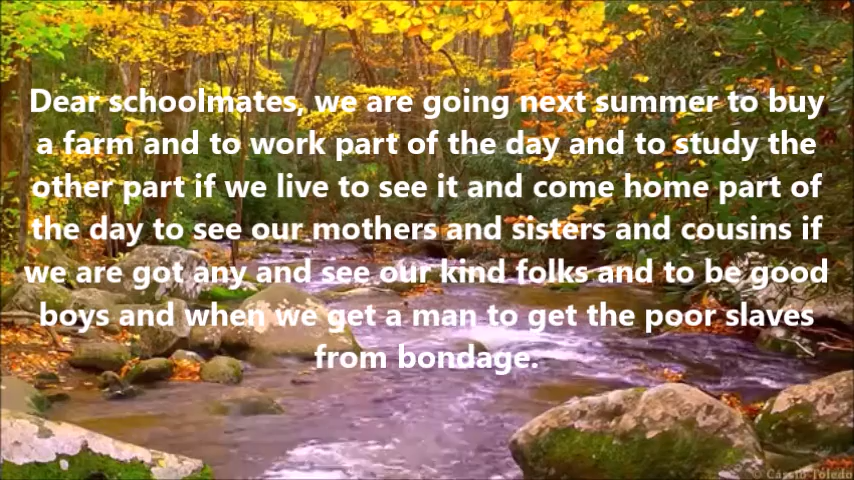 Dear schoolmates, we are going next summer to buy
a farm and to work part of the day and to study the
other part if we live to see it and come home part of
the day to see our mothers and sisters and cousins if
we are got any and see our kind folks and to be good
boys and when we get a man to get the poor slaves
from bondage.
© Cássio Toledo